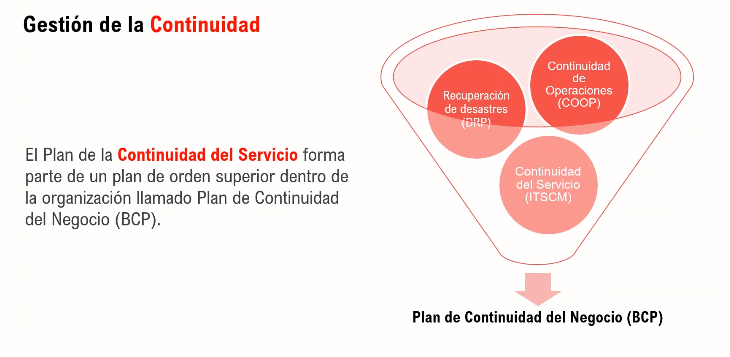 Gestión de la Continuidad
El Plan de la Continuidad del Servicio forma
parte de un plan de orden superior dentro de
la organización llamado Plan de Continuidad
del Negocio (BCP).
Continuidad
de
Operaciones
(COOP)
Recuperación
de desastres
(DRP)
Continuidad
del Servicio
(ITSCM)
Plan de Continuidad del Negocio (BCP)